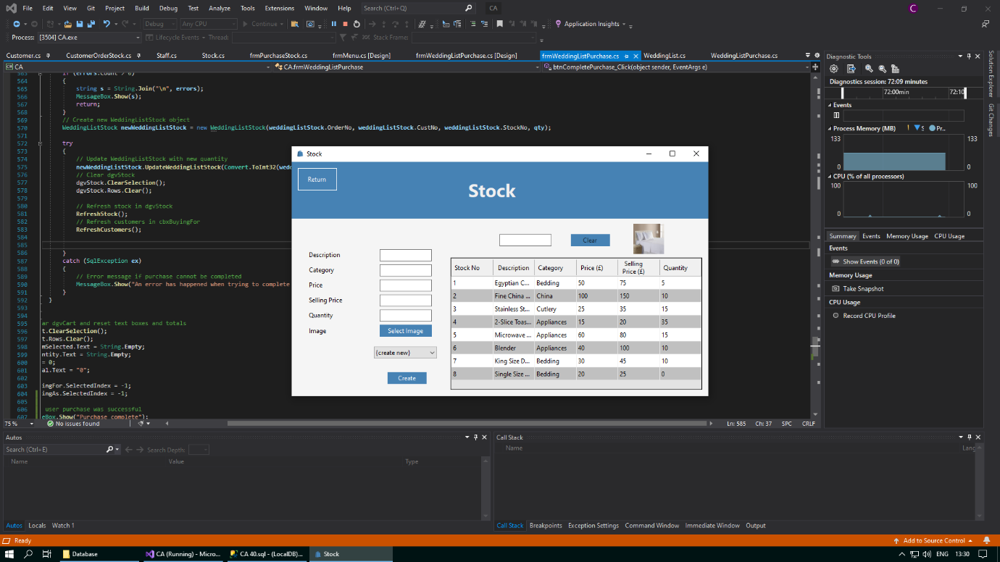 File Edit View Git Project Build Debug Test Analyze Tools Extensions Window Help Search (Ctrl+Q) CA C
Debug Any CPU Continue Application Insights
Process: [3504] CA.exe Lifecycle Events Thread: Stack Frame:
Customer.cs CustomerOrderStock.cs Staff.cs Stock.cs frmPurchaseStock.cs frmMenu.cs [Design] frmWeddingListPurchase.cs [Design] frmWeddingListPurchase.cs WeddingList.cs WeddingListPurchase.cs
CA CA.frmWeddingListPurchase btnCompletePurchase_Click(object sender, EventArgs e)
563 if (errors.Count > 0)
564 {
565 string s = String.Join("\n", errors);
566 MessageBox.Show(s);
567 return;
568 }
569 // Create new WeddingListStock object
570 WeddingListStock newWeddingListStock = new WeddingListStock(weddingListStock.OrderNo, weddingListStock.CustNo, weddingListStock.StockNo, qty);
571
572 try
573 {
574 // Update WeddingListStock with new quantity
575 newWeddingListStock.UpdateWeddingListStock(Convert.ToInt32(wedd
576 // Clear dgvStock
577 dgvStock.ClearSelection();
578 dgvStock.Rows.Clear();
579
580 // Refresh stock in dgvStock
581 RefreshStock();
582 // Refresh customers in cbxBuyingFor
583 RefreshCustomers();
584
585
586 }
587 catch (SqlException ex)
588 {
589 // Error message if purchase cannot be completed
590 MessageBox.Show("An error has happened when trying to complete
591 }
592 }
593
594
595 ar dgvCart and reset text boxes and totals
596 t.ClearSelection();
597 t.Rows.Clear();
598 mSelected.Text = String.Empty;
599 ntity.Text = String.Empty;
600 = 0;
601 al.Text = "0";
602
603 ingFor.SelectedIndex = -1;
604 ingAs.SelectedIndex = -1;
605
606 user purchase was successful
607 eBox.Show("Purchase complete");
75 % No issues found Ln: 585 Ch: 37 SPC CRLF
Stock
Return
Stock
Clear
Description
Category
Price
Selling Price
Quantity
Image Select Image
{create new}
Create
Stock No Description Category Price (£) Selling Price (£) Quantity
1 Egyptian C... Bedding 50 75 5
2 Fine China ... China 100 150 10
3 Stainless St... Cutlery 25 35 15
4 2-Slice Toas... Appliances 15 20 35
5 Microwave ... Appliances 60 80 15
6 Blender Appliances 40 100 10
7 King Size D... Bedding 30 45 10
8 Single Size ... Bedding 20 25 0
Diagnostic Tools
Diagnostics session: 72:09 minutes
72:00min 72:10
Events
Process Memory (MB) S Pr..
133 133
0 0
CPU (% of all processors)
100 100
0 0
Summary Events Memory Usage CPU Usage
Events
Show Events (0 of 0)
Memory Usage
Take Snapshot
CPU Usage
Record CPU Profile
Solution Explorer
Git Changes
Autos
Search (Ctrl+E) Search Depth:
Name Value Type
Autos Locals Watch 1
Call Stack
Name Lang
Call Stack Breakpoints Exception Settings Command Window Immediate Window Output
Ready Add to Source Control
Database CA (Running) - Micro... CA 40.sql - (LocalDB)... Stock ENG 13:30